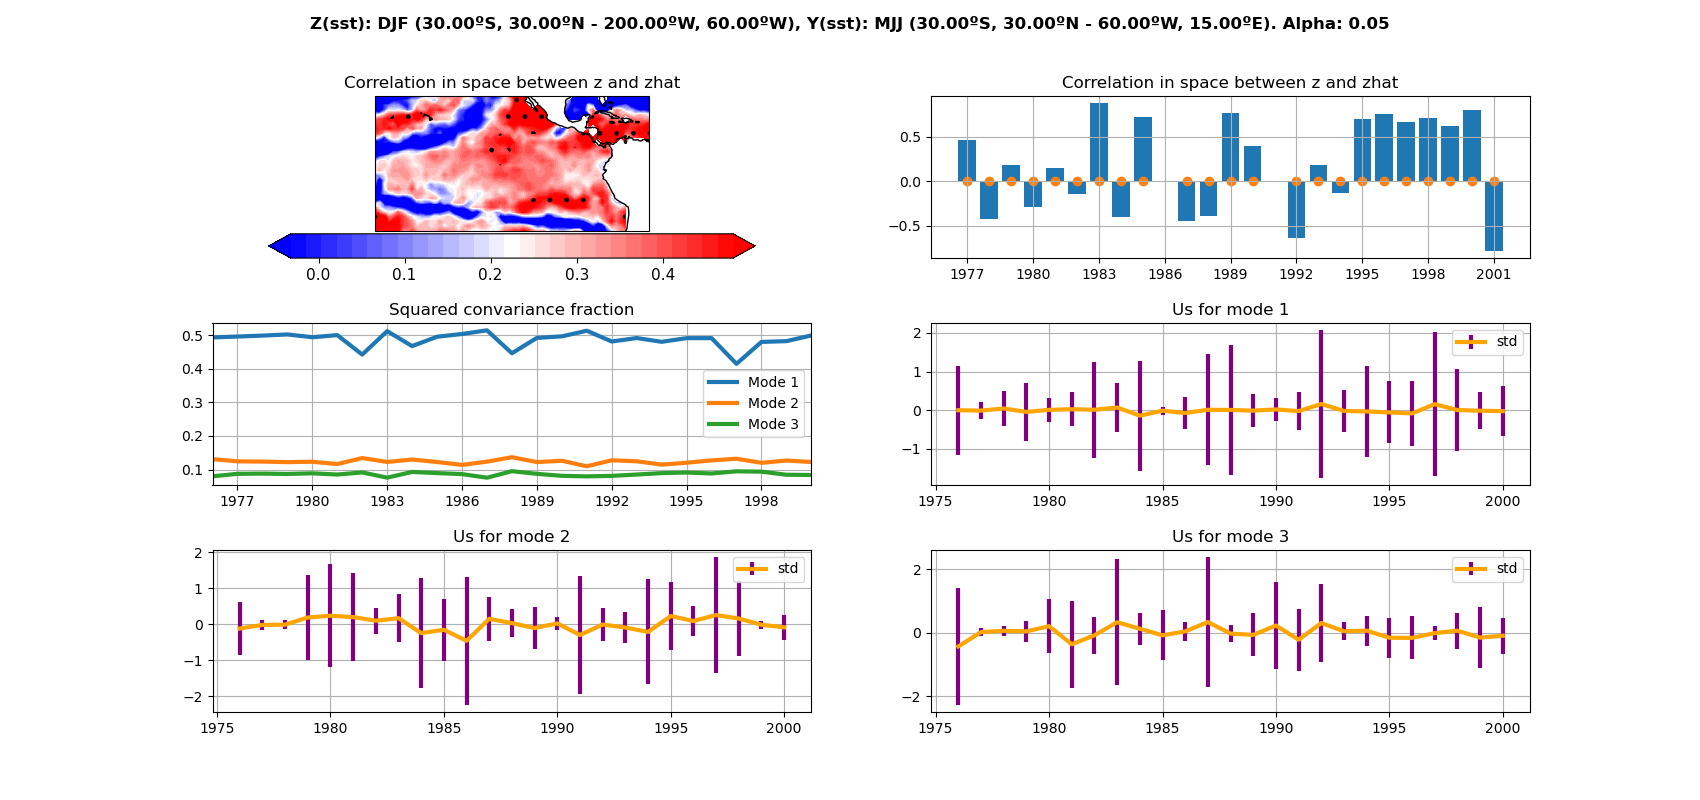 Z(sst): DJF (30.00ºS, 30.00ºN - 200.00ºW, 60.00ºW), Y(sst): MJJ (30.00ºS, 30.00ºN - 60.00ºW, 15.00ºE). Alpha: 0.05
Correlation in space between z and zhat
0.0 0.1 0.2 0.3 0.4
Correlation in space between z and zhat
0.5
0.0
−0.5
1977 1980 1983 1986 1989 1992 1995 1998 2001
Squared convariance fraction
0.5
0.4
0.3
0.2
0.1
Mode 1
Mode 2
Mode 3
1977 1980 1983 1986 1989 1992 1995 1998
Us for mode 1
2
1
0
−1
std
1975 1980 1985 1990 1995 2000
Us for mode 2
2
1
0
−1
−2
std
1975 1980 1985 1990 1995 2000
Us for mode 3
2
0
−2
std
1975 1980 1985 1990 1995 2000